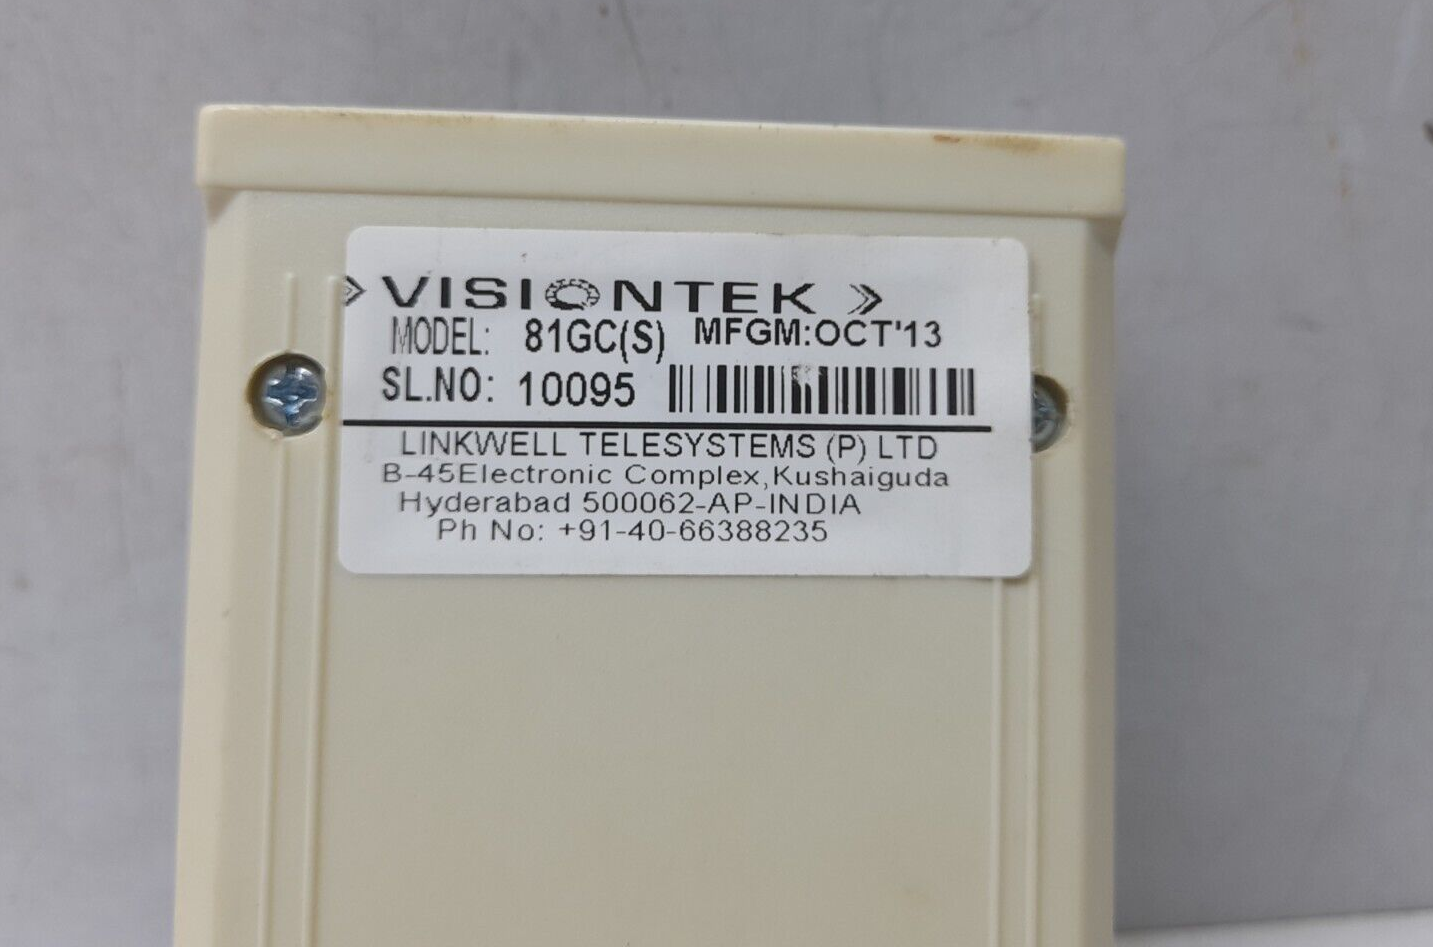 VISIONTEK
MODEL: 81GC(S) MFGM:OCT'13
SL.NO: 10095
LINKWELL TELESYSTEMS (P) LTD
B-45Electronic Complex,Kushaiguda
Hyderabad 500062-AP-INDIA
Ph No: +91-40-66388235